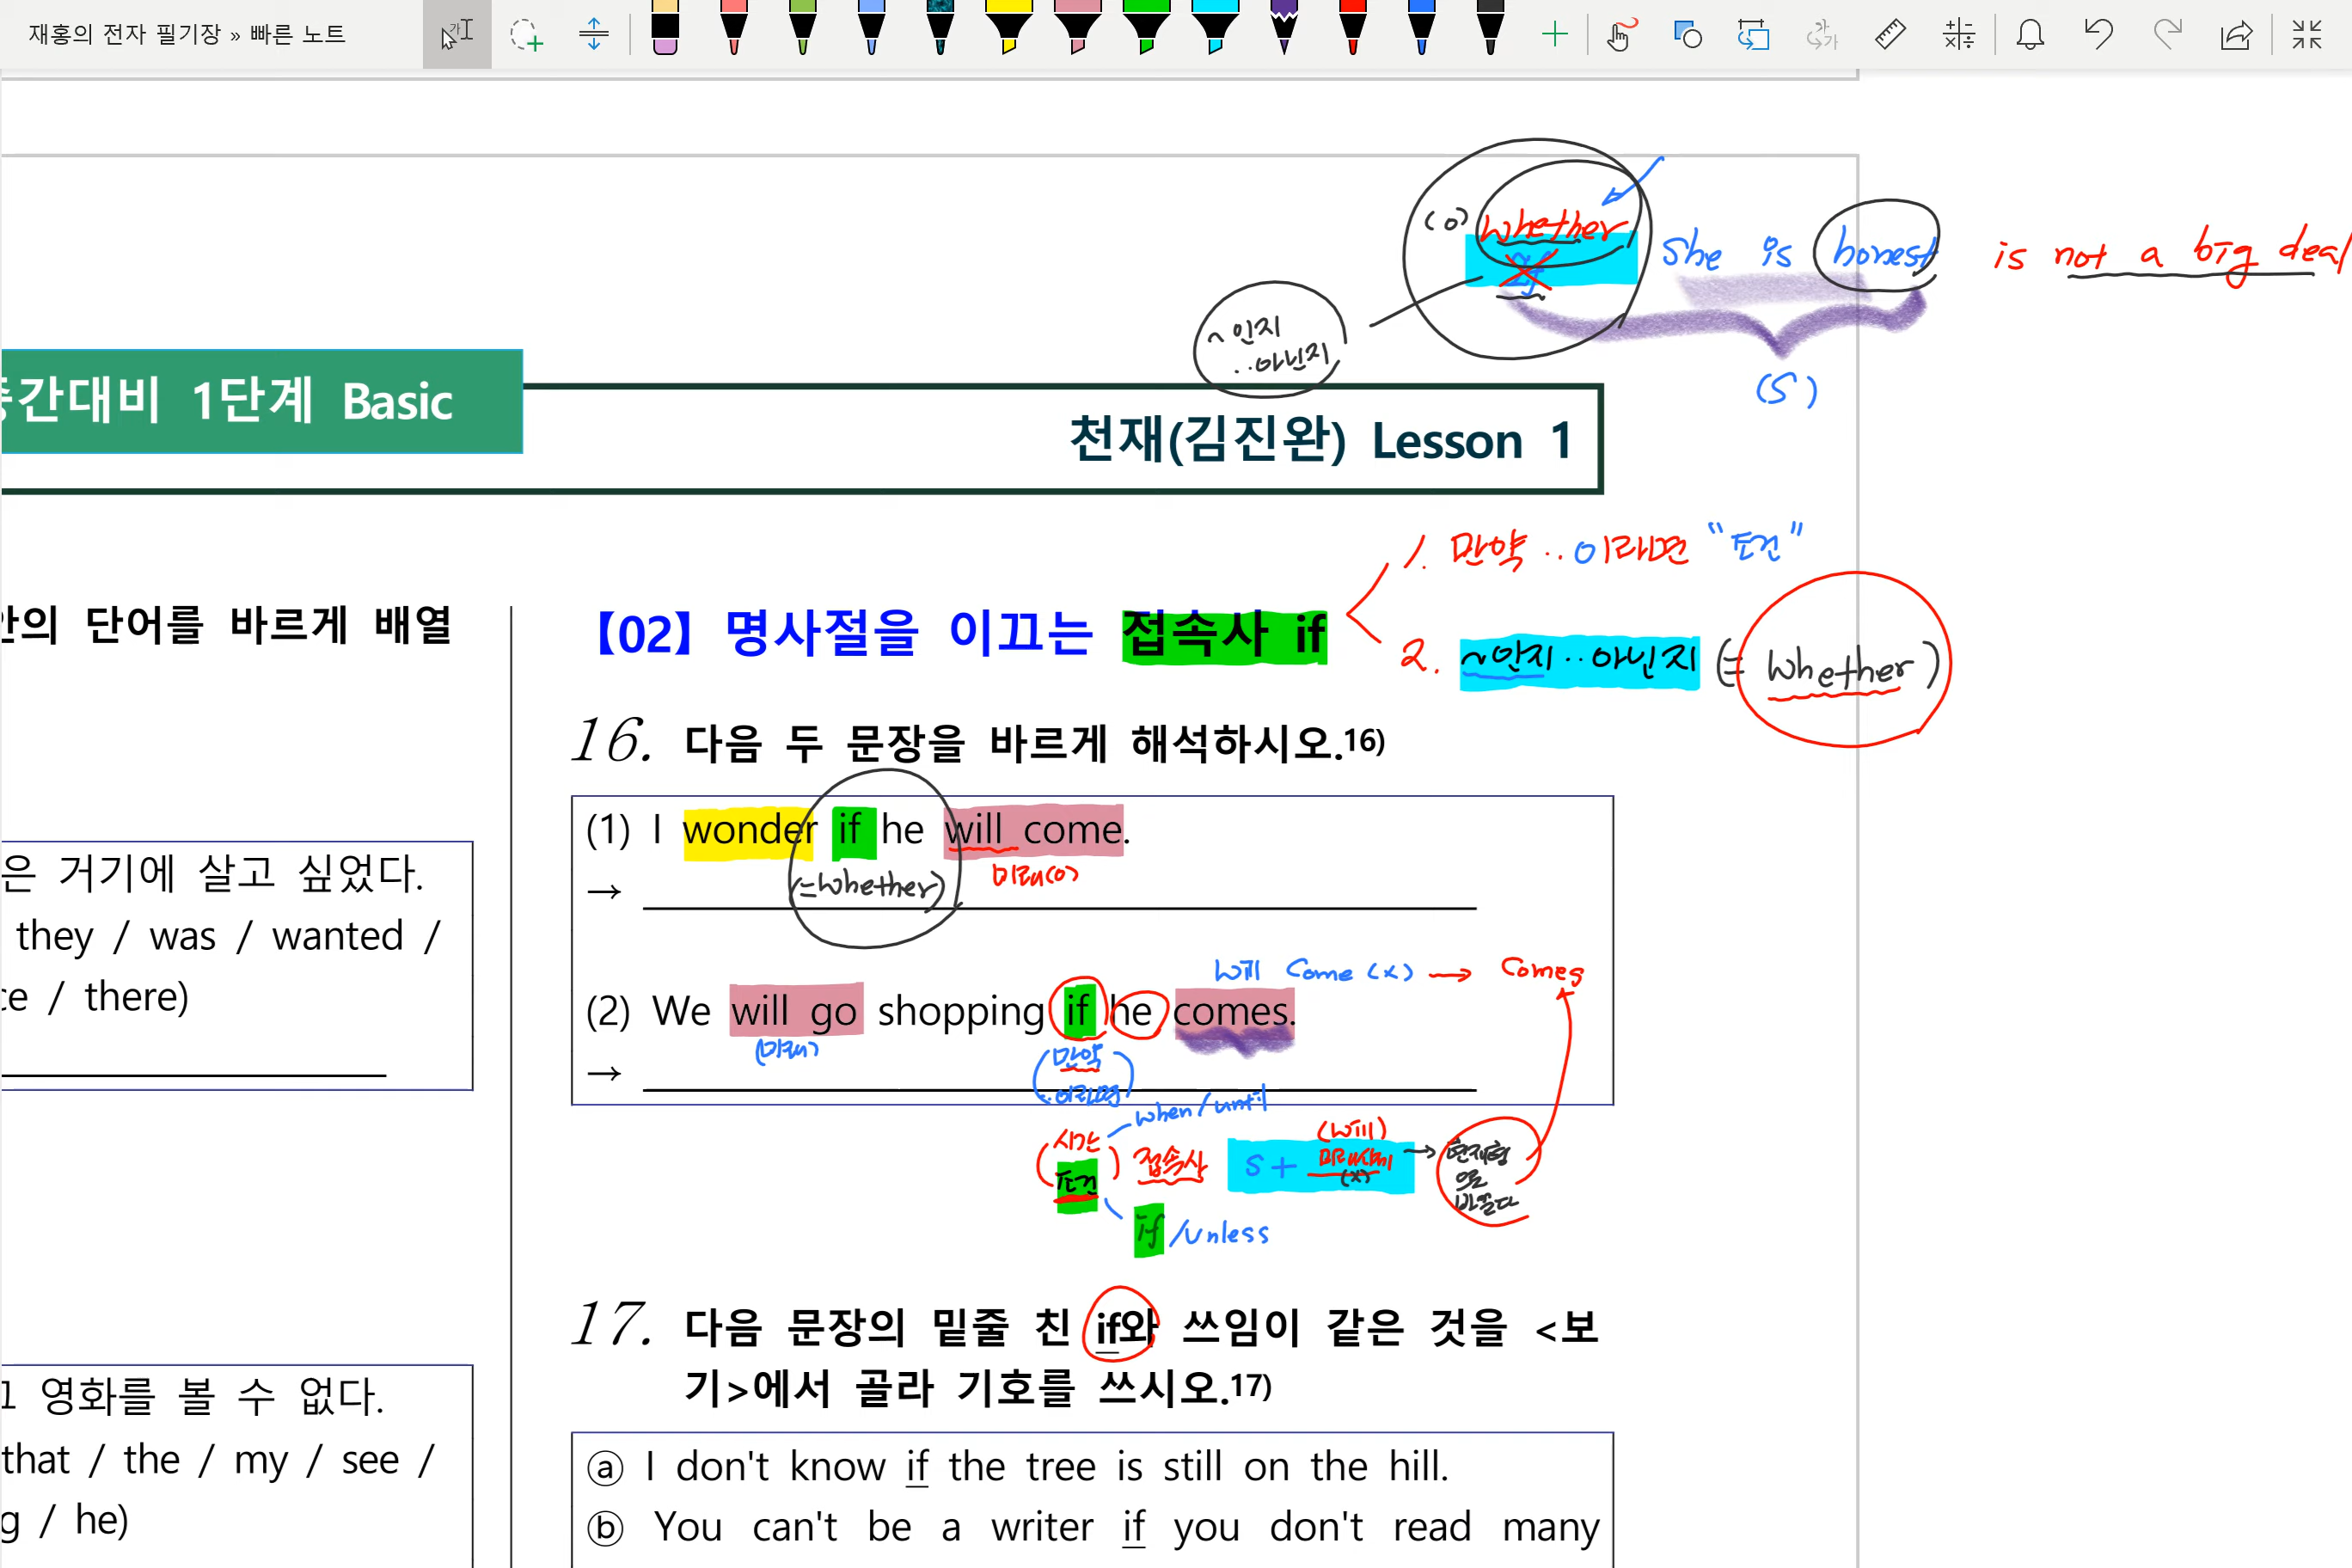 재홍의 전자 필기장 » 빠른 노트
(o) whether
If
she is honest is not a big deal
~인지
..아닌지
(S)
중간대비 1단계 Basic
천재(김진완) Lesson 1
안의 단어를 바르게 배열
은 거기에 살고 싶었다.
they / was / wanted /
ce / there)
1 영화를 볼 수 없다.
that / the / my / see /
g / he)
【02】 명사절을 이끄는 접속사 if
1. 만약 ..이라면 "조건"
2. ~인지..아닌지 (= whether)
16. 다음 두 문장을 바르게 해석하시오.16)
(1) I wonder if he will come.
→ (=whether) 미래(o)
will come (x) → comes
(2) We will go shopping if he comes.
(미래) (만약
→ ..이라면)
when/until
(시간 조건) 접속사 S + (will) 미래시제 (x) → 현재형
으로
바꾼다
if /unless
17. 다음 문장의 밑줄 친 if와 쓰임이 같은 것을 <보
기>에서 골라 기호를 쓰시오.17)
ⓐ I don't know if the tree is still on the hill.
ⓑ You can't be a writer if you don't read many